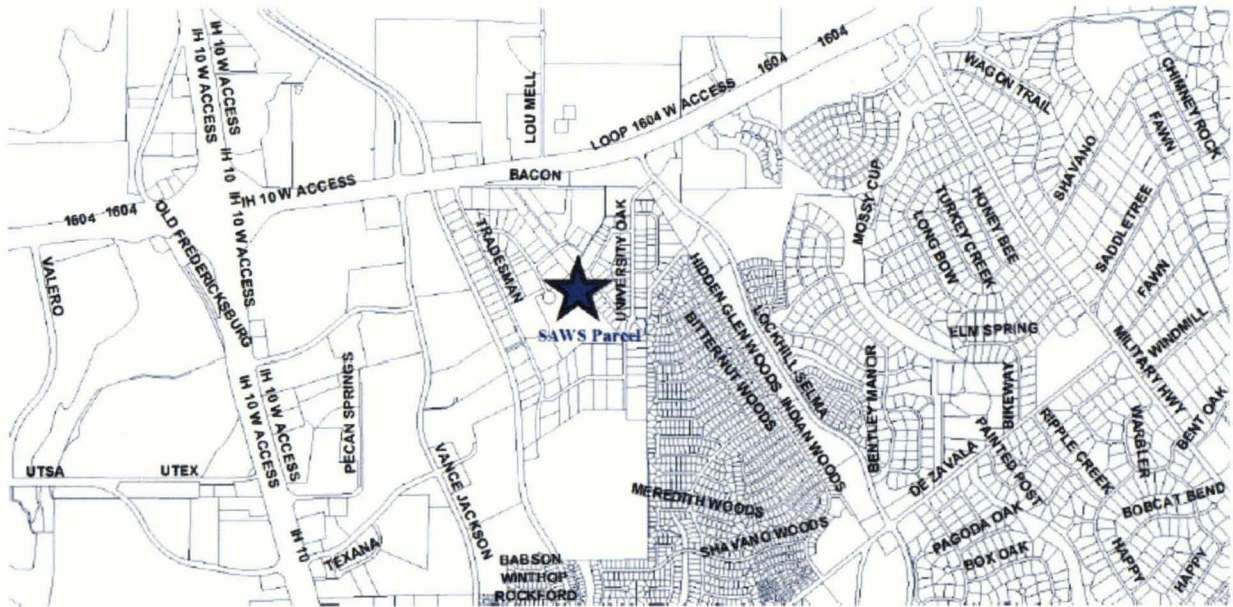 1604
1604
LOOP 1604 W ACCESS
IH 10 W ACCESS
IH 10 W ACCESS
IH 10
IH 10 W ACCESS
IH 10 W ACCESS
1604
1604
OLD FREDERICKSBURG
VALERO
LOU MELL
BACON
TRADESMAN
UNIVERSITY OAK
SAWS Parcel
WAGON TRAIL
CHIMNEY ROCK
FAWN
SHAVANO
SADDLETREE
MOSSY CUP
HONEY BEE
TURKEY CREEK
LONG BOW
FAWN
WINDMILL
ELM SPRING
MILITARY HWY
HIDDEN GLEN WOODS
LOCKHILL SELMA
BITTERNUT WOODS
INDIAN WOODS
BENTLEY MANOR
BIKEWAY
BENT OAK
WARBLER
RIPPLE CREEK
PAINTED POST
DE ZAVALA
PECAN SPRINGS
IH 10 W ACCESS
IH 10 W ACCESS
UTSA
UTEX
VANCE JACKSON
MEREDITH WOODS
SHAVANO WOODS
PAGODA OAK
BOX OAK
BOBCAT BEND
HAPPY
HAPPY
TEXANA
IH 10
BABSON
WINTHOP
ROCKFORD